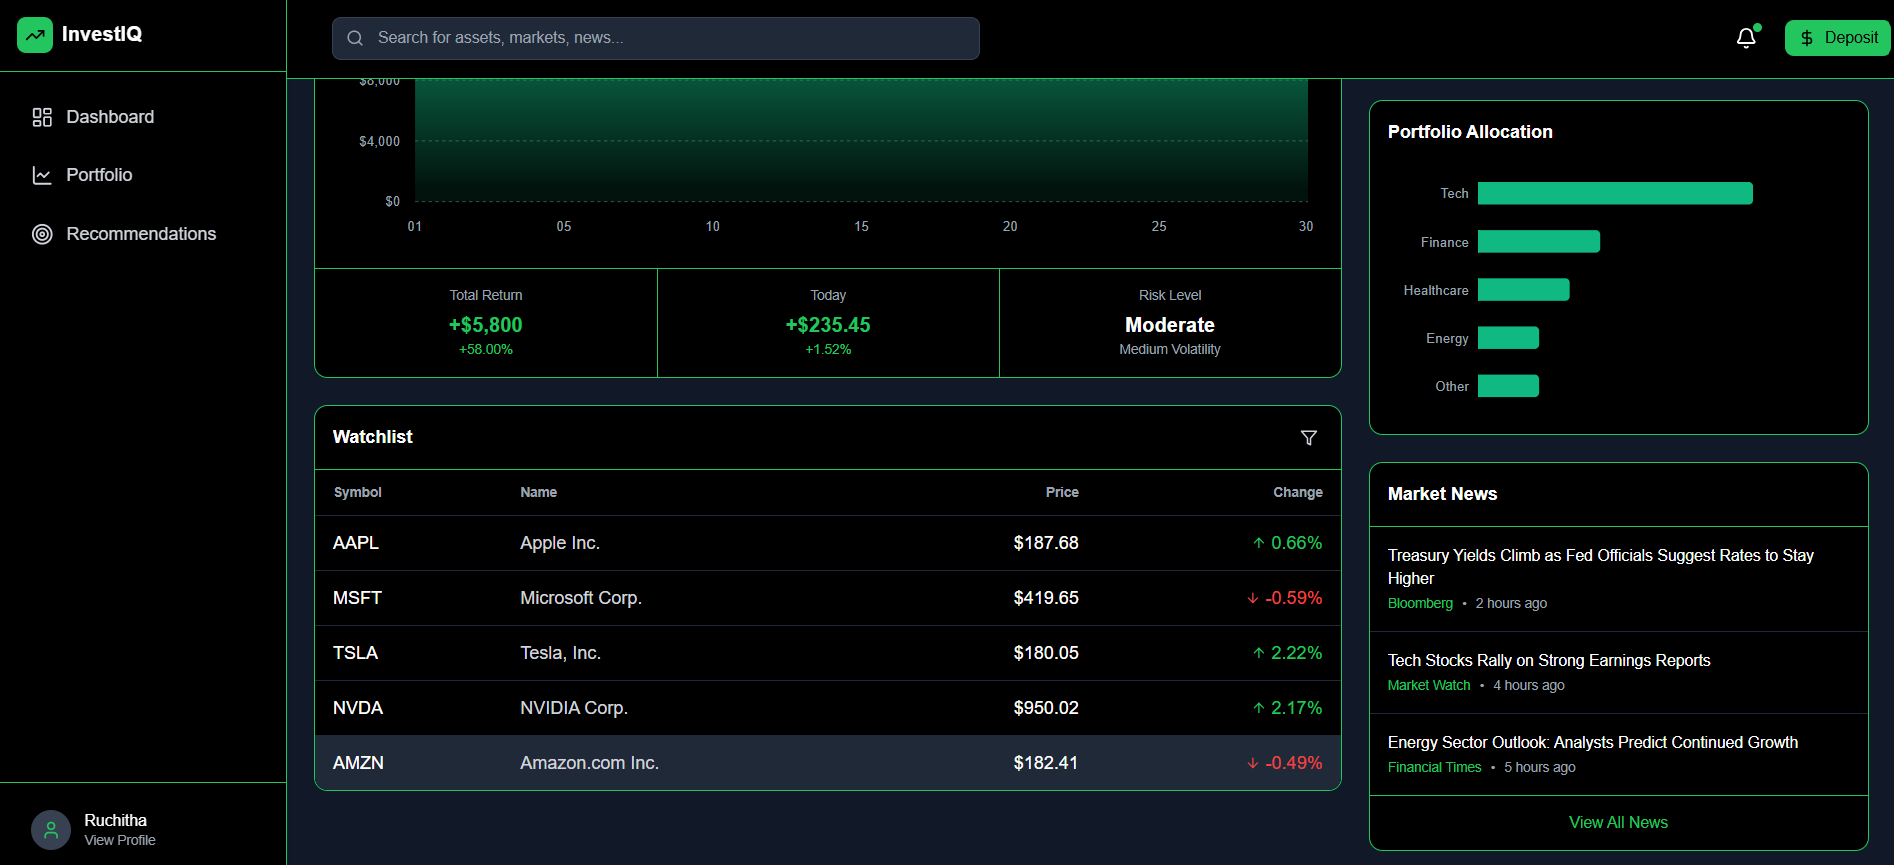 InvestIQ
Search for assets, markets, news...
Deposit
Dashboard
Portfolio
Recommendations
$8,000
$4,000
$0
01 05 10 15 20 25 30
Total Return
+$5,800
+58.00%
Today
+$235.45
+1.52%
Risk Level
Moderate
Medium Volatility
Watchlist
Symbol Name Price Change
AAPL Apple Inc. $187.68 ↑ 0.66%
MSFT Microsoft Corp. $419.65 ↓ -0.59%
TSLA Tesla, Inc. $180.05 ↑ 2.22%
NVDA NVIDIA Corp. $950.02 ↑ 2.17%
AMZN Amazon.com Inc. $182.41 ↓ -0.49%
Portfolio Allocation
Tech
Finance
Healthcare
Energy
Other
Market News
Treasury Yields Climb as Fed Officials Suggest Rates to Stay
Higher
Bloomberg • 2 hours ago
Tech Stocks Rally on Strong Earnings Reports
Market Watch • 4 hours ago
Energy Sector Outlook: Analysts Predict Continued Growth
Financial Times • 5 hours ago
View All News
Ruchitha
View Profile